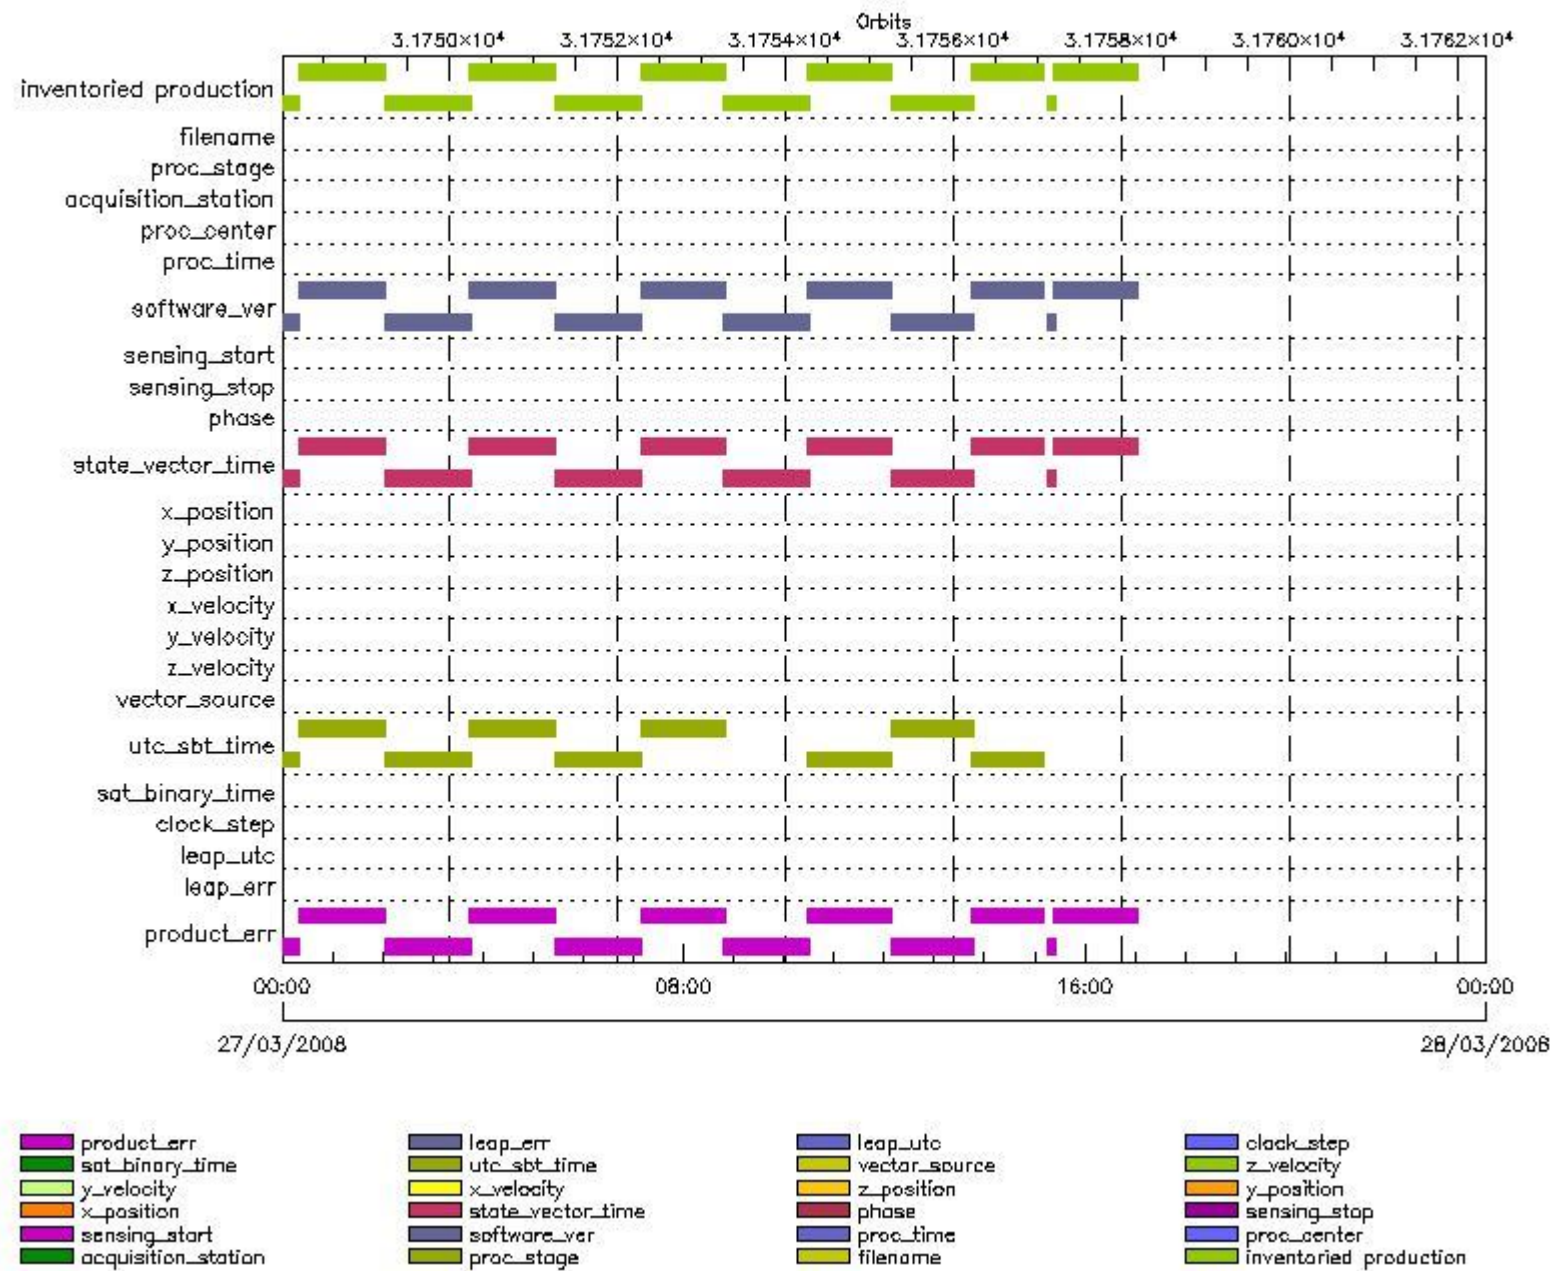 Orbits
3.1750×10⁴ 3.1752×10⁴ 3.1754×10⁴ 3.1756×10⁴ 3.1758×10⁴ 3.1760×10⁴ 3.1762×10⁴
inventoried production
filename
proc_stage
acquisition_station
proc_center
proc_time
software_ver
sensing_start
sensing_stop
phase
state_vector_time
x_position
y_position
z_position
x_velocity
y_velocity
z_velocity
vector_source
utc_sbt_time
sat_binary_time
clock_step
leap_utc
leap_err
product_err
00:00 08:00 16:00 00:00
27/03/2008 28/03/2008
product_err leap_err leap_utc clock_step
sat_binary_time utc_sbt_time vector_source z_velocity
y_velocity x_velocity z_position y_position
x_position state_vector_time phase sensing_stop
sensing_start software_ver proc_time proc_center
acquisition_station proc_stage filename inventoried production